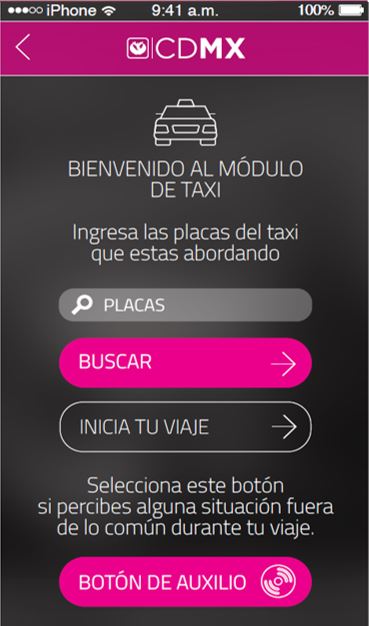 iPhone 9:41 a.m. 100%
CDMX
BIENVENIDO AL MÓDULO
DE TAXI
Ingresa las placas del taxi
que estas abordando
PLACAS
BUSCAR
INICIA TU VIAJE
Selecciona este botón
si percibes alguna situación fuera
de lo común durante tu viaje.
BOTÓN DE AUXILIO